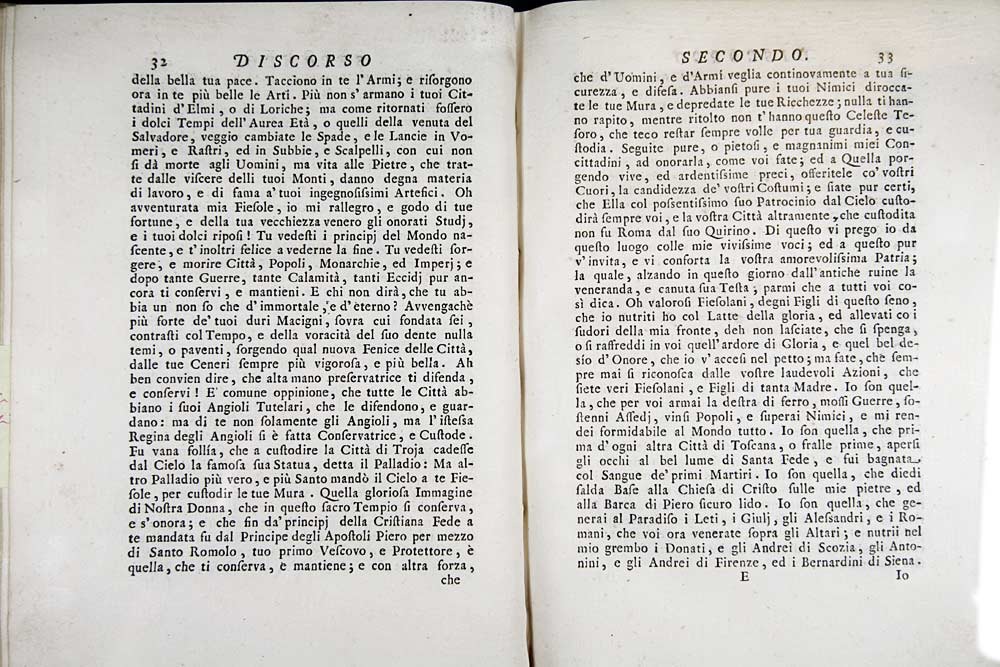 32 DISCORSO
della bella tua pace. Tacciono in te l'Armi; e riſorgono
ora in te più belle le Arti. Più non s'armano i tuoi Cit-
tadini d'Elmi, o di Loriche; ma come ritornati foſſero
i dolci Tempi dell'Aurea Età, o quelli della venuta del
Salvadore, veggio cambiate le Spade, e le Lancie in Vo-
meri, e Raſtri, ed in Subbie, e Scalpelli, con cui non
ſi dà morte agli Uomini, ma vita alle Pietre, che trat-
te dalle viſcere delli tuoi Monti, danno degna materia
di lavoro, e di fama a' tuoi ingegnoſiſſimi Artefici. Oh
avventurata mia Fieſole, io mi rallegro, e godo di tue
fortune, e della tua vecchiezza venero gli onorati Studj,
e i tuoi dolci ripoſi! Tu vedeſti i principj del Mondo na-
ſcente, e t'inoltri felice a vederne la fine. Tu vedeſti ſor-
gere, e morire Città, Popoli, Monarchie, ed Imperj; e
dopo tante Guerre, tante Calamità, tanti Eccidj pur an-
cora ti conſervi, e mantieni. E chi non dirà, che tu ab-
bia un non ſo che d'immortale, e d'eterno? Avvengachè
più forte de' tuoi duri Macigni, ſovra cui fondata ſei,
contraſti col Tempo, e della voracità del ſuo dente nulla
temi, o paventi, ſorgendo qual nuova Fenice delle Città,
dalle tue Ceneri ſempre più vigoroſa, e più bella. Ah
ben convien dire, che alta mano preſervatrice ti difenda,
e conſervi! E' comune oppinione, che tutte le Città ab-
biano i ſuoi Angioli Tutelari, che le difendono, e guar-
dano: ma di te non ſolamente gli Angioli, ma l'iſteſſa
Regina degli Angioli ſi è fatta Conſervatrice, e Cuſtode.
Fu vana follía, che a cuſtodire la Città di Troja cadeſſe
dal Cielo la famoſa ſua Statua, detta il Palladio: Ma al-
tro Palladio più vero, e più Santo mandò il Cielo a te Fie-
ſole, per cuſtodir le tue Mura. Quella glorioſa Immagine
di Noſtra Donna, che in queſto ſacro Tempio ſi conſerva,
e s'onora; e che fin da' principj della Criſtiana Fede a
te mandata fu dal Principe degli Apoſtoli Piero per mezzo
di Santo Romolo, tuo primo Veſcovo, e Protettore, è
quella, che ti conſerva, è mantiene; e con altra forza,
che
SECONDO. 33
che d'Uomini, e d'Armi veglia continovamente a tua ſi-
curezza, e difeſa. Abbianſi pure i tuoi Nimici dirocca-
te le tue Mura, e depredate le tue Ricchezze; nulla ti han-
no rapito, mentre ritolto non t'hanno queſto Celeſte Te-
ſoro, che teco reſtar ſempre volle per tua guardia, e cu-
ſtodia. Seguite pure, o pietoſi, e magnanimi miei Con-
cittadini, ad onorarla, come voi fate; ed a Quella por-
gendo vive, ed ardentiſſime preci, offeritele co' voſtri
Cuori, la candidezza de' voſtri Coſtumi; e ſiate pur certi,
che Ella col poſſentiſſimo ſuo Patrocinio dal Cielo cuſto-
dirà ſempre voi, e la voſtra Città altramente, che cuſtodita
non fu Roma dal ſuo Quirino. Di queſto vi prego io da
queſto luogo colle mie viviſſime voci; ed a queſto pur
v'invita, e vi conforta la voſtra amorevoliſſima Patria;
la quale, alzando in queſto giorno dall'antiche ruine la
veneranda, e canuta ſua Teſta; parmi che a tutti voi co-
sì dica. Oh valoroſi Fieſolani, degni Figli di queſto ſeno,
che io nutriti ho col Latte della gloria, ed allevati co i
ſudori della mia fronte, deh non laſciate, che ſi ſpenga,
o ſi raffreddi in voi quell'ardore di Gloria, e quel bel de-
sío d'Onore, che io v'acceſi nel petto; ma fate, che ſem-
pre mai ſi riconoſca dalle voſtre laudevoli Azioni, che
ſiete veri Fieſolani, e Figli di tanta Madre. Io ſon quel-
la, che per voi armai la deſtra di ferro, moſſi Guerre, ſo-
ſtenni Aſſedj, vinſi Popoli, e ſuperai Nimici, e mi ren-
dei formidabile al Mondo tutto. Io ſon quella, che pri-
ma d'ogni altra Città di Toſcana, o fralle prime, aperſi
gli occhi al bel lume di Santa Fede, e fui bagnata
col Sangue de' primi Martiri. Io ſon quella, che diedi
ſalda Baſe alla Chieſa di Criſto ſulle mie pietre, ed
alla Barca di Piero ſicuro lido. Io ſon quella, che ge-
nerai al Paradiſo i Leti, i Giulj, gli Aleſſandri, e i Ro-
mani, che voi ora venerate ſopra gli Altari; e nutrii nel
mio grembo i Donati, e gli Andrei di Scozia, gli Anto-
nini, e gli Andrei di Firenze, ed i Bernardini di Siena.
E Io